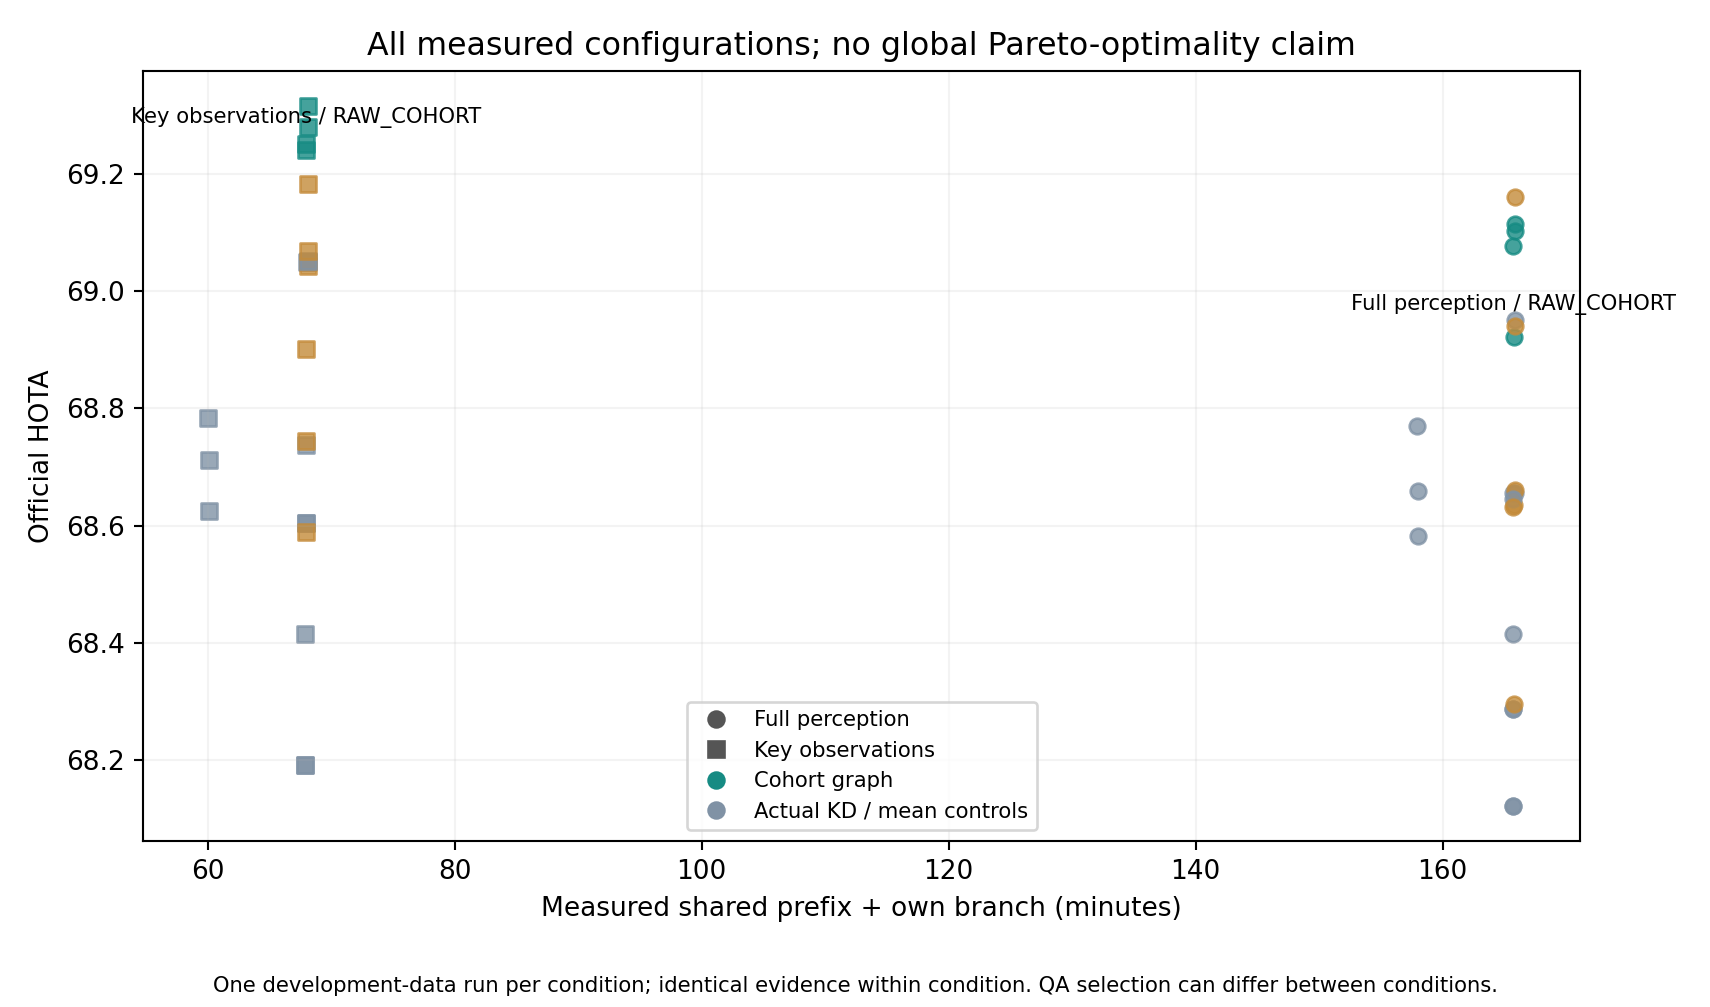 All measured configurations; no global Pareto-optimality claim
Key observations / RAW_COHORT
Full perception / RAW_COHORT
69.2
69.0
68.8
68.6
68.4
68.2
Official HOTA
Full perception
Key observations
Cohort graph
Actual KD / mean controls
60
80
100
120
140
160
Measured shared prefix + own branch (minutes)
One development-data run per condition; identical evidence within condition. QA selection can differ between conditions.